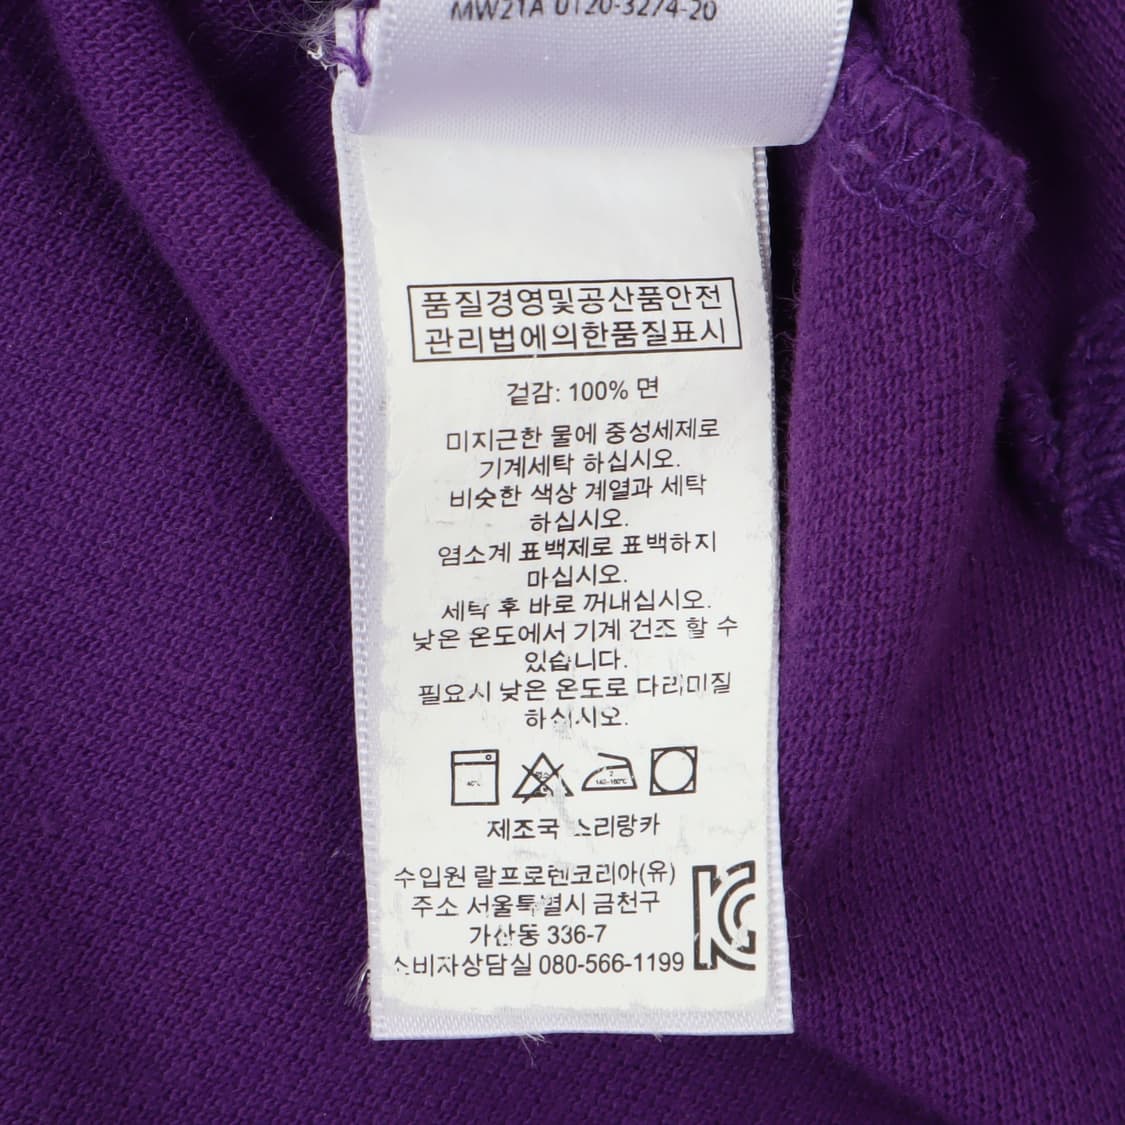 MW21A 0120-3274-20
품질경영및공산품안전
관리법에의한품질표시
겉감: 100% 면
미지근한 물에 중성세제로
기계세탁 하십시오.
비슷한 색상 계열과 세탁
하십시오.
염소계 표백제로 표백하지
마십시오.
세탁 후 바로 꺼내십시오.
낮은 온도에서 기계 건조 할 수
있습니다.
필요시 낮은 온도로 다리미질
하십시오.
40℃
2
140-160℃
제조국 스리랑카
수입원 랄프로렌코리아(유)
주소 서울특별시 금천구
가산동 336-7
소비자상담실 080-566-1199